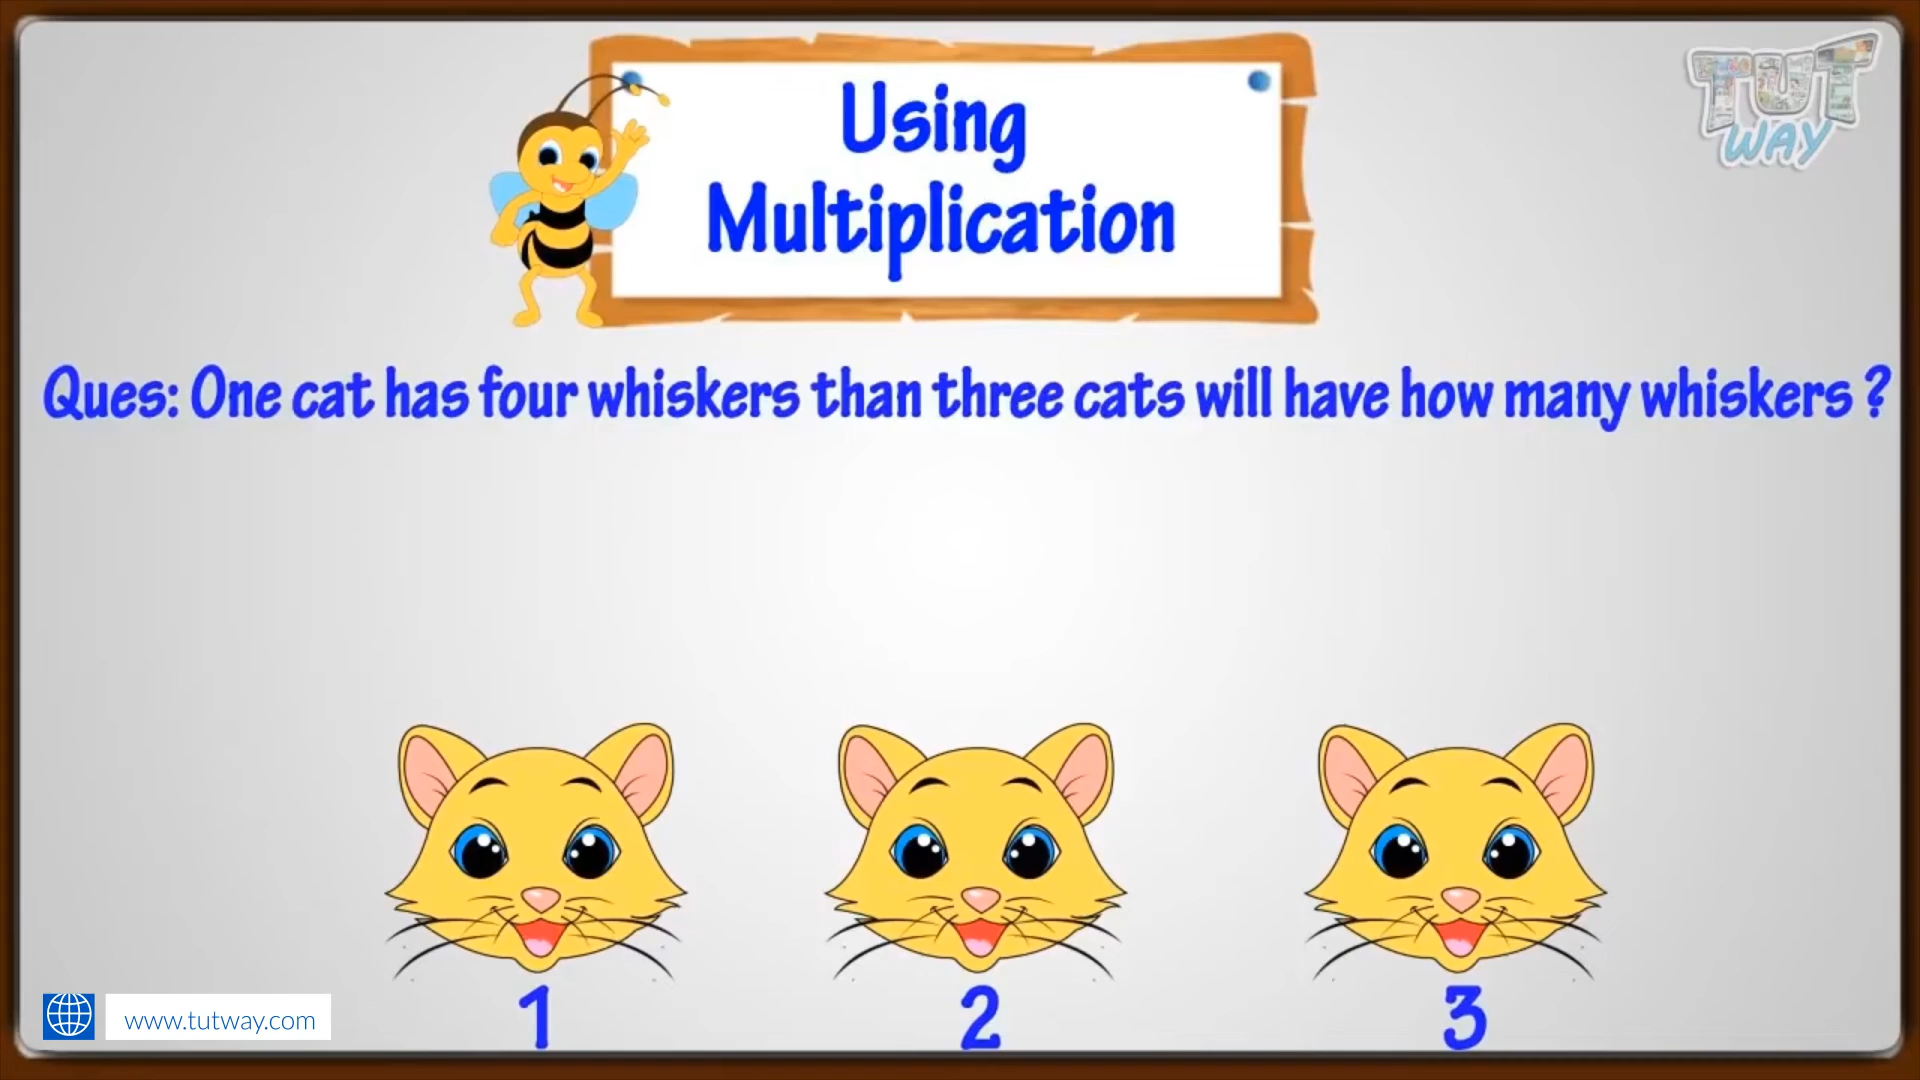 Using
Multiplication
TUT
WAY
Ques: One cat has four whiskers than three cats will have how many whiskers ?
1 2 3
www.tutway.com